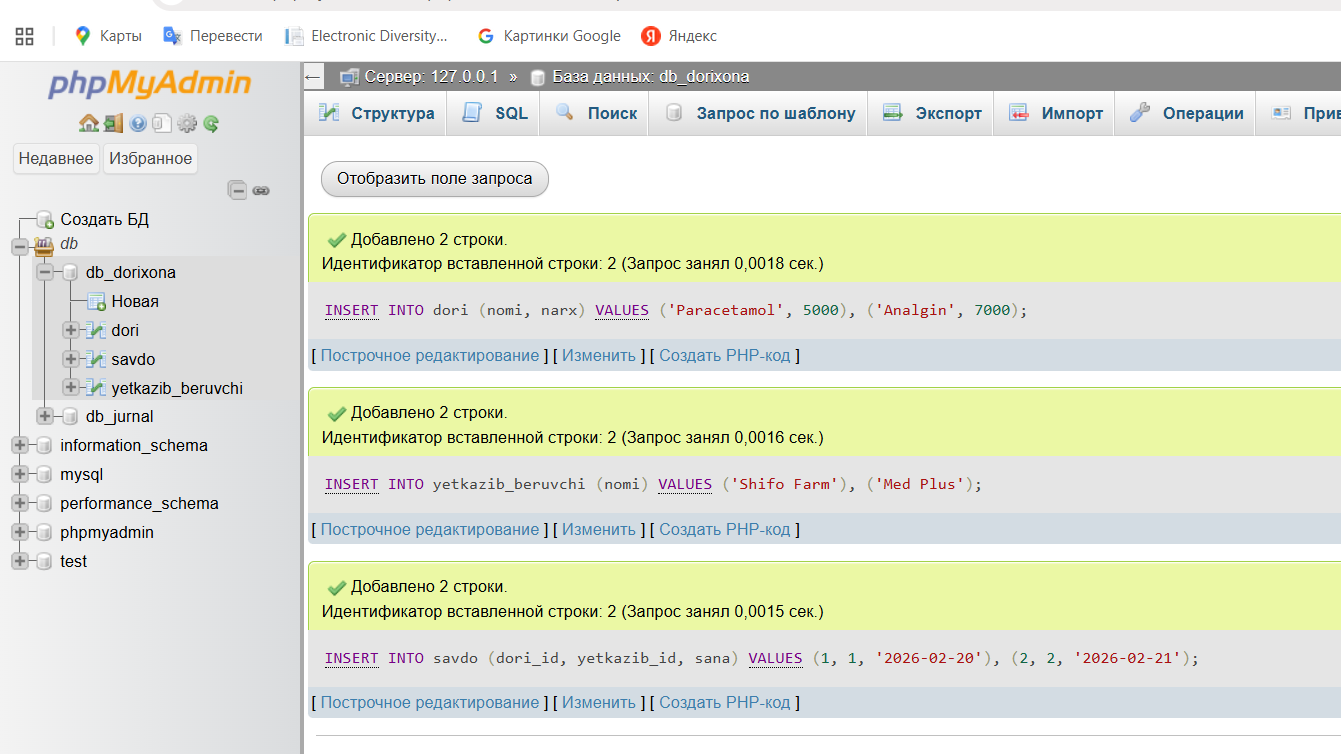 Карты
Перевести
Electronic Diversity...
Картинки Google
Яндекс
phpMyAdmin
Недавнее
Избранное
Создать БД
db
db_dorixona
Новая
dori
savdo
yetkazib_beruvchi
db_jurnal
information_schema
mysql
performance_schema
phpmyadmin
test
← Сервер: 127.0.0.1 » База данных: db_dorixona
Структура
SQL
Поиск
Запрос по шаблону
Экспорт
Импорт
Операции
Отобразить поле запроса
Добавлено 2 строки.
Идентификатор вставленной строки: 2 (Запрос занял 0,0018 сек.)
INSERT INTO dori (nomi, narx) VALUES ('Paracetamol', 5000), ('Analgin', 7000);
[ Построчное редактирование ] [ Изменить ] [ Создать PHP-код ]
Добавлено 2 строки.
Идентификатор вставленной строки: 2 (Запрос занял 0,0016 сек.)
INSERT INTO yetkazib_beruvchi (nomi) VALUES ('Shifo Farm'), ('Med Plus');
[ Построчное редактирование ] [ Изменить ] [ Создать PHP-код ]
Добавлено 2 строки.
Идентификатор вставленной строки: 2 (Запрос занял 0,0015 сек.)
INSERT INTO savdo (dori_id, yetkazib_id, sana) VALUES (1, 1, '2026-02-20'), (2, 2, '2026-02-21');
[ Построчное редактирование ] [ Изменить ] [ Создать PHP-код ]